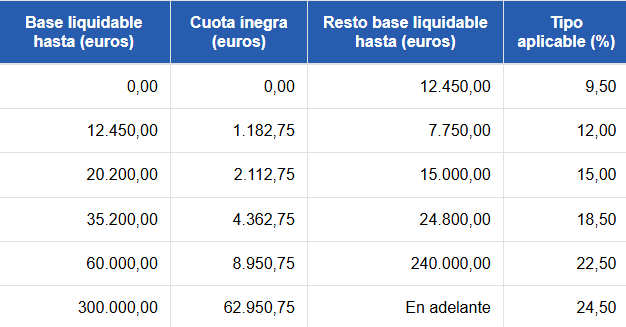 Base liquidable hasta (euros) Cuota ínegra (euros) Resto base liquidable hasta (euros) Tipo aplicable (%)
0,00 0,00 12.450,00 9,50
12.450,00 1.182,75 7.750,00 12,00
20.200,00 2.112,75 15.000,00 15,00
35.200,00 4.362,75 24.800,00 18,50
60.000,00 8.950,75 240.000,00 22,50
300.000,00 62.950,75 En adelante 24,50